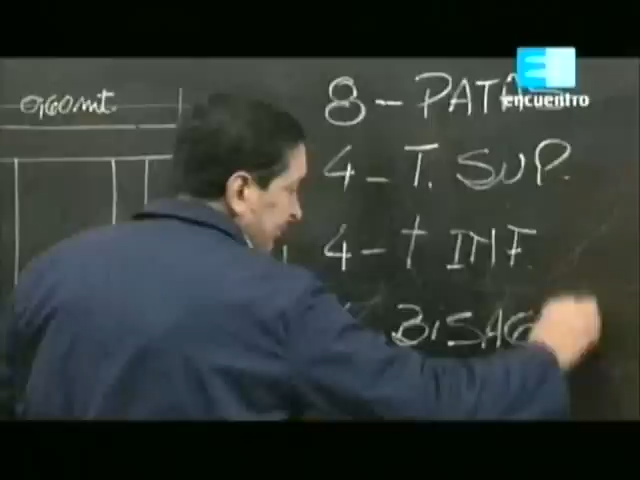 0,60mt.
encuentro
8 - PATAS
4 - T. SUP.
4 - T INF.
BISAG